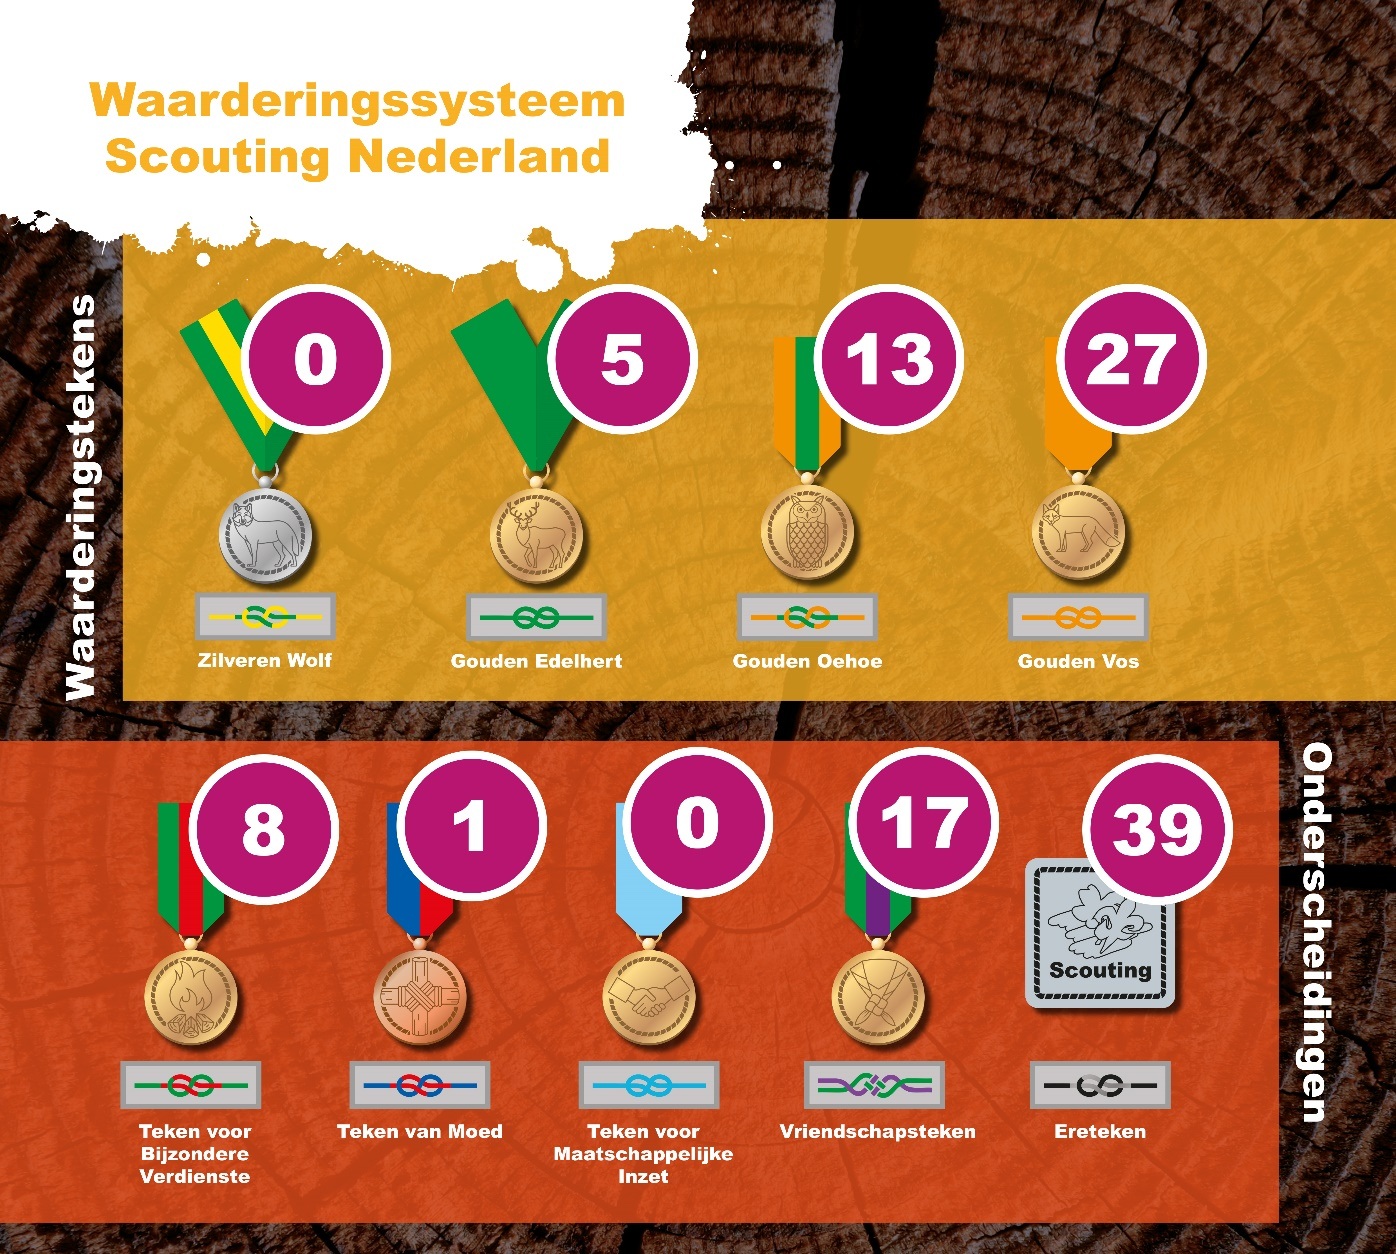 Waarderingssysteem
Scouting Nederland
Waarderingstekens
0
5
13
27
Zilveren Wolf
Gouden Edelhert
Gouden Oehoe
Gouden Vos
Onderscheidingen
8
1
0
17
39
Scouting
Teken voor
Bijzondere
Verdienste
Teken van Moed
Teken voor
Maatschappelijke
Inzet
Vriendschapsteken
Ereteken